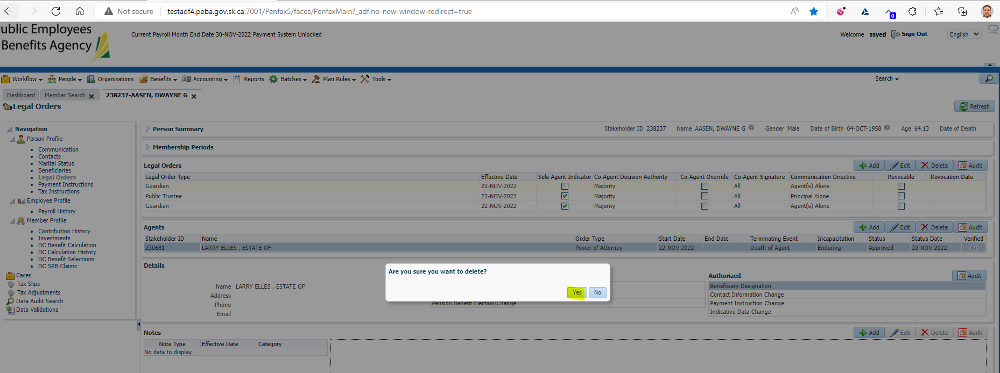 Not secure testadf4.peba.gov.sk.ca:7001/Penfax5/faces/PenfaxMain?_adf.no-new-window-redirect=true
0
ublic Employees
Benefits Agency
Current Payroll Month End Date 30-NOV-2022 Payment System Unlocked
Welcome ssyed Sign Out English
Workflow People Organizations Benefits Accounting Reports Batches Plan Rules Tools Search
Dashboard Member Search 238237-AASEN, DWAYNE G
Legal Orders Refresh
Navigation
Person Profile
Communication
Contacts
Marital Status
Beneficiaries
Legal Orders
Payment Instructions
Tax Instructions
Employee Profile
Payroll History
Member Profile
Contribution History
Investments
DC Benefit Calculation
DC Calculation History
DC Benefit Selections
DC SRB Claims
Cases
Tax Slips
Tax Adjustments
Data Audit Search
Data Validations
Person Summary Stakeholder ID 238237 Name AASEN, DWAYNE G Gender Male Date of Birth 04-OCT-1958 Age 64.13 Date of Death
Membership Periods
Legal Orders Add Edit Delete Audit
Legal Order Type Effective Date Sole Agent Indicator Co-Agent Decision Authority Co-Agent Override Co-Agent Signature Communication Directive Revocable Revocation Date
Guardian 22-NOV-2022 Majority All Agent(s) Alone
Public Trustee 22-NOV-2022 Majority All Principal Alone
Guardian 22-NOV-2022 Majority All Agent(s) Alone
Agents Add Edit Delete Audit
Stakeholder ID Name Order Type Start Date End Date Terminating Event Incapacitation Status Status Date Verified
230681 LARRY ELLES , ESTATE OF Power of Attorney 22-NOV-2022 Death of Agent Enduring Approved 22-NOV-2022
Details
Name LARRY ELLES , ESTATE OF
Address
Phone
Email
Are you sure you want to delete?
Yes No
Pension Benefit Election/Change
Authorized Audit
Beneficiary Designation
Contact Information Change
Payment Instruction Change
Indicative Data Change
Notes Add Edit Delete Audit
Note Type Effective Date Category
No data to display.